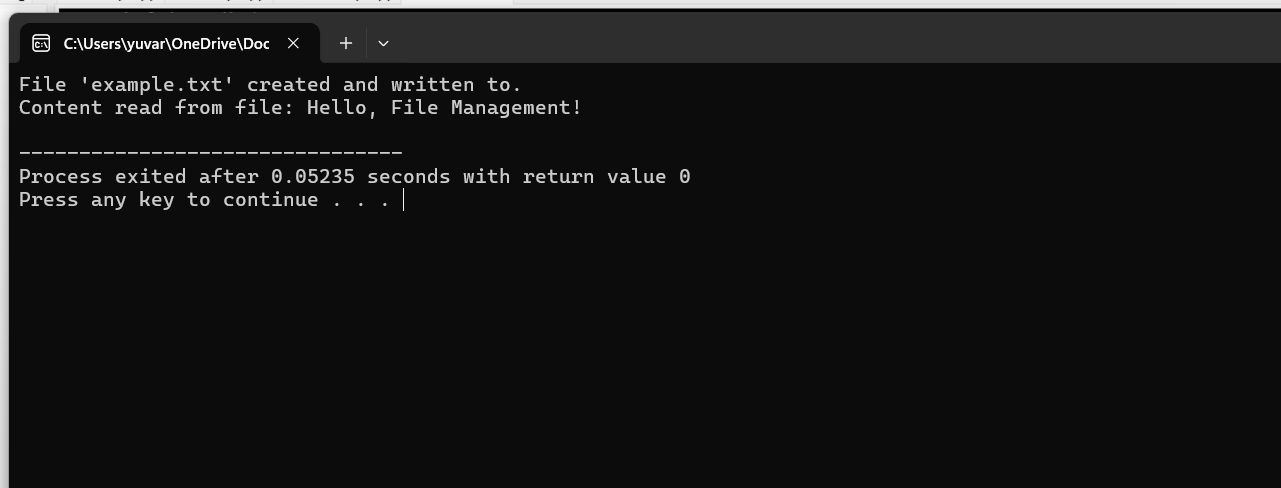 C:\Users\yuvar\OneDrive\Doc
File 'example.txt' created and written to.
Content read from file: Hello, File Management!
--------------------------------
Process exited after 0.05235 seconds with return value 0
Press any key to continue . . .